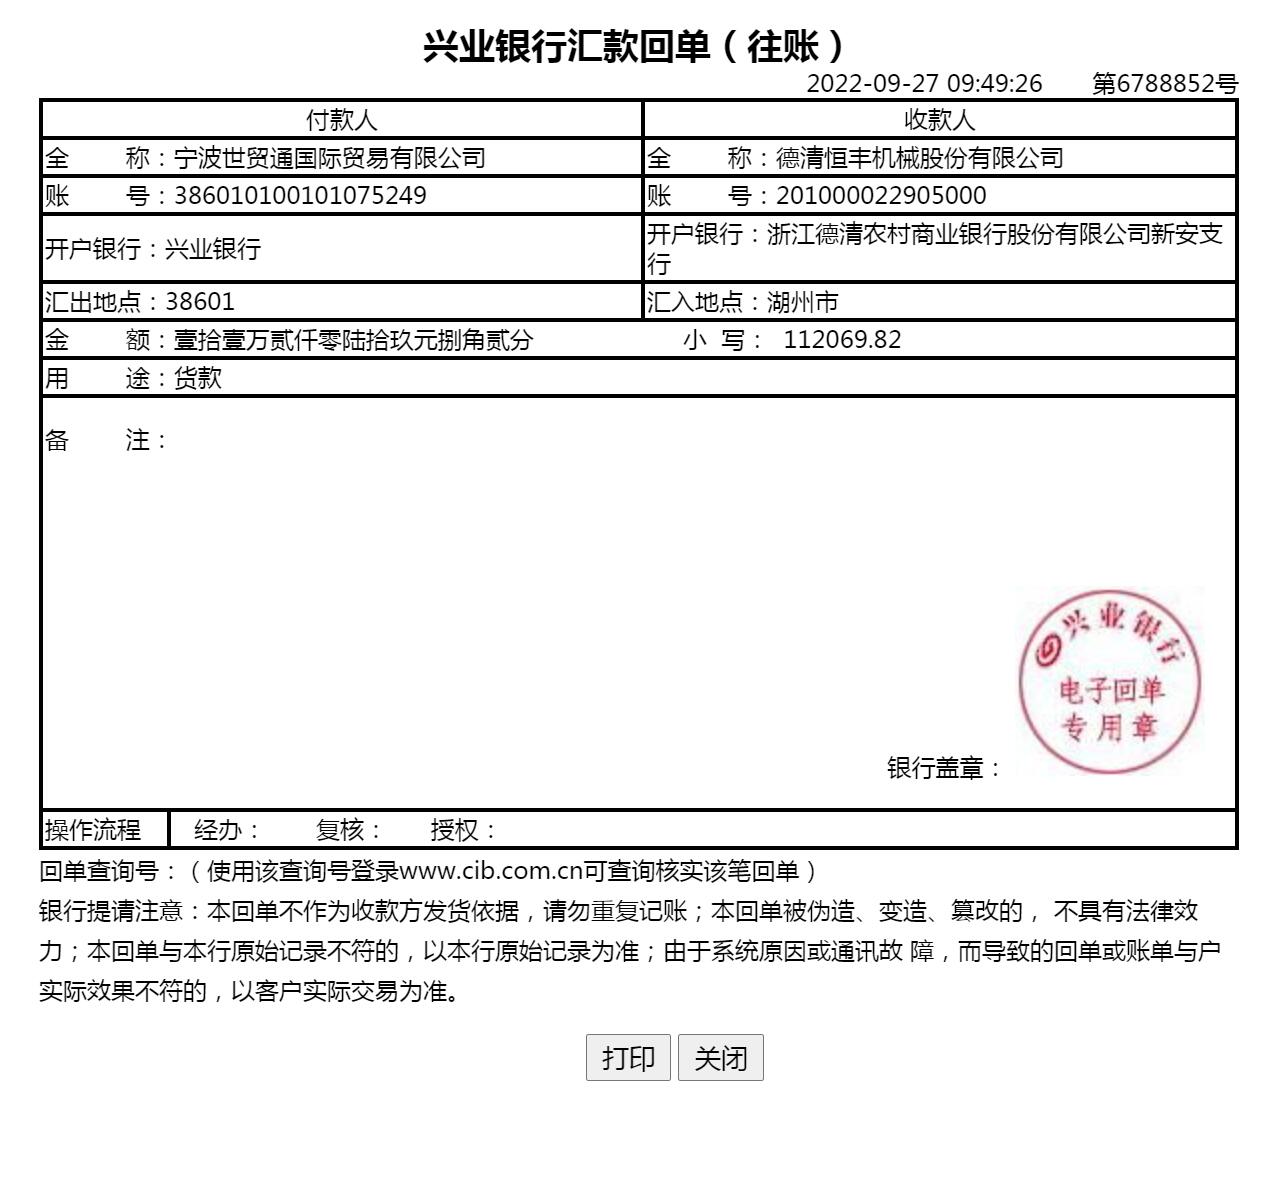 兴业银行汇款回单（往账）
2022-09-27 09:49:26 第6788852号
付款人 收款人
全 称：宁波世贸通国际贸易有限公司 全 称：德清恒丰机械股份有限公司
账 号：386010100101075249 账 号：201000022905000
开户银行：兴业银行 开户银行：浙江德清农村商业银行股份有限公司新安支
行
汇出地点：38601 汇入地点：湖州市
金 额：壹拾壹万贰仟零陆拾玖元捌角贰分 小 写： 112069.82
用 途：货款
备 注：
兴业银行
电子回单
专用章
银行盖章：
操作流程 经办： 复核： 授权：
回单查询号：（使用该查询号登录www.cib.com.cn可查询核实该笔回单）
银行提请注意：本回单不作为收款方发货依据，请勿重复记账；本回单被伪造、变造、篡改的， 不具有法律效
力；本回单与本行原始记录不符的，以本行原始记录为准；由于系统原因或通讯故 障，而导致的回单或账单与户
实际效果不符的，以客户实际交易为准。
打印 关闭